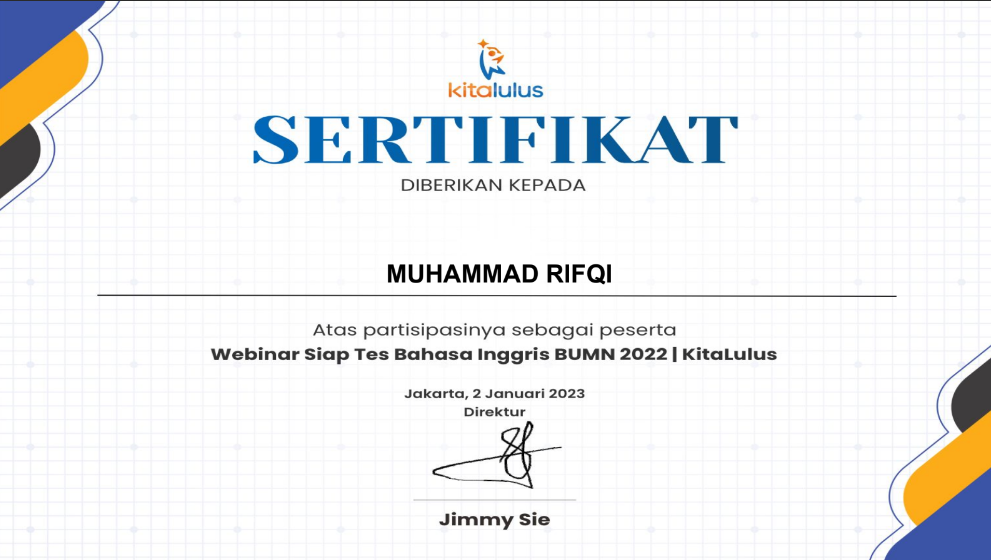 kitalulus
SERTIFIKAT
DIBERIKAN KEPADA
MUHAMMAD RIFQI
Atas partisipasinya sebagai peserta
Webinar Siap Tes Bahasa Inggris BUMN 2022 | KitaLulus
Jakarta, 2 Januari 2023
Direktur
Jimmy Sie